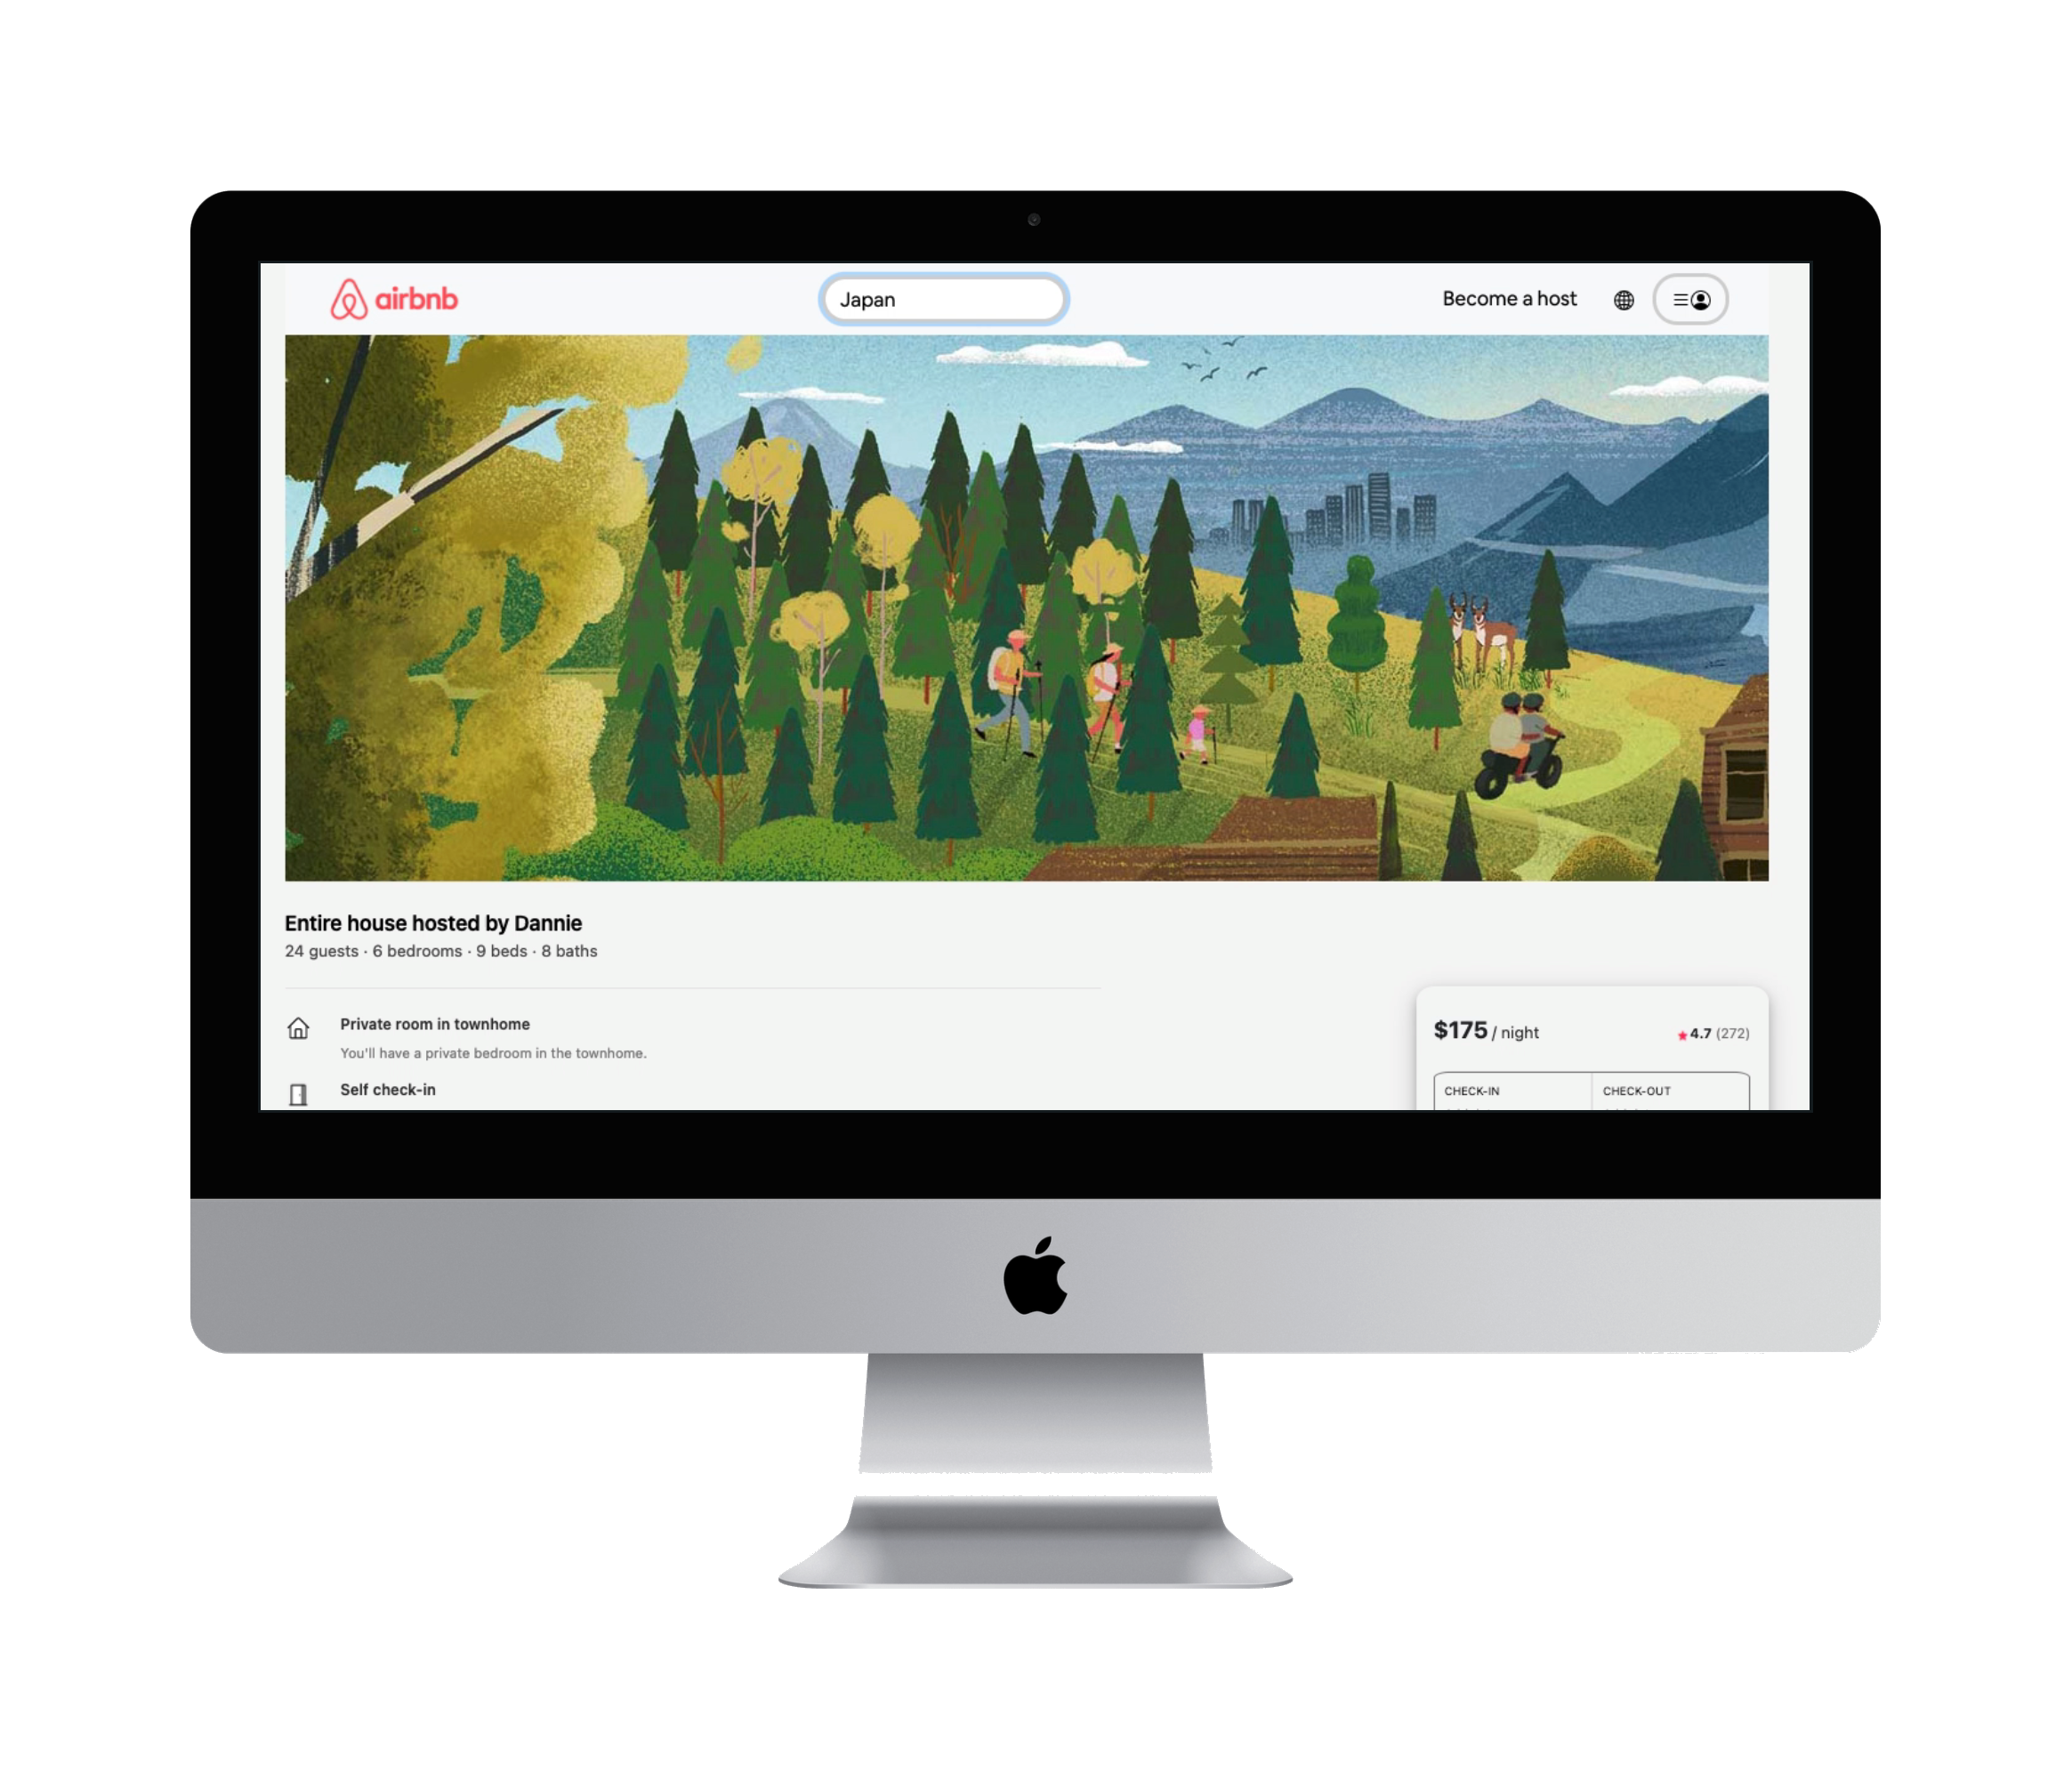 airbnb
Japan
Become a host
Entire house hosted by Dannie
24 guests · 6 bedrooms · 9 beds · 8 baths
Private room in townhome
You'll have a private bedroom in the townhome.
Self check-in
$175 / night
4.7 (272)
CHECK-IN
CHECK-OUT